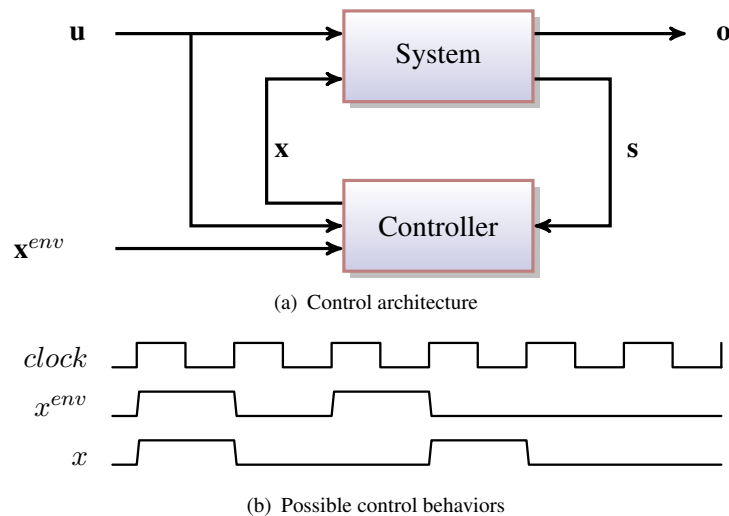 u
System
o
x
s
Controller
x^{env}
(a) Control architecture
clock
x^{env}
x
(b) Possible control behaviors